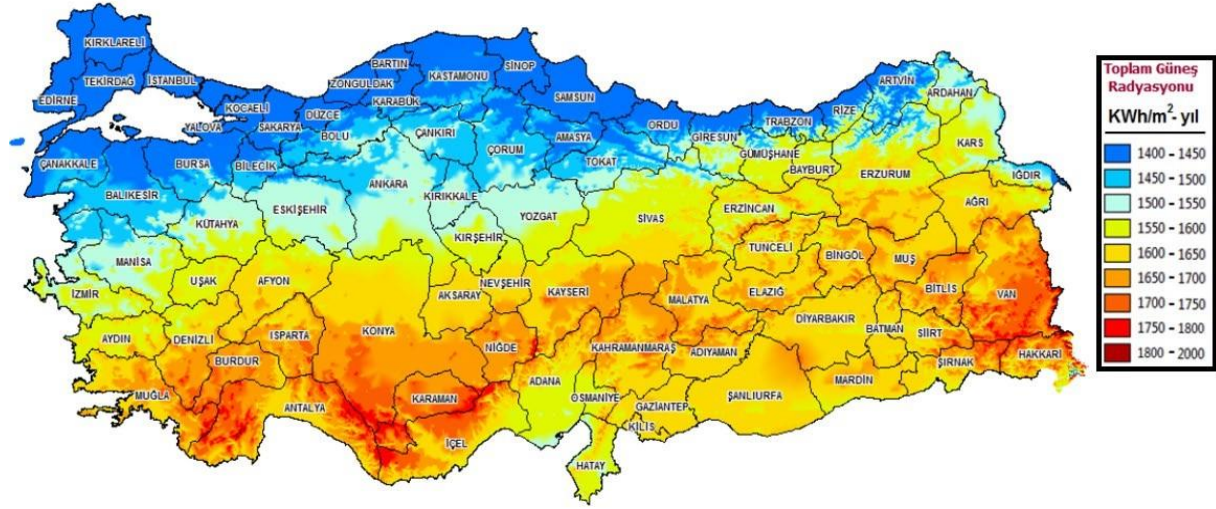 KIRKLARELİ
TEKİRDAĞ
İSTANBUL
EDİRNE
KOCAELİ
YALOVA
SAKARYA
DÜZCE
ZONGULDAK
BARTIN
KARABÜK
KASTAMONU
SİNOP
SAMSUN
BOLU
ÇANKIRI
ÇORUM
AMASYA
TOKAT
ORDU
GİRESUN
TRABZON
RİZE
ARTVİN
ARDAHAN
KARS
IĞDIR
GÜMÜŞHANE
BAYBURT
ERZURUM
AĞRI
ÇANAKKALE
BALIKESİR
BURSA
BİLECİK
KÜTAHYA
ESKİŞEHİR
ANKARA
KIRIKKALE
YOZGAT
KIRŞEHİR
SİVAS
ERZİNCAN
TUNCELİ
BİNGÖL
MUŞ
BİTLİS
VAN
MANİSA
İZMİR
UŞAK
AFYON
AKSARAY
NEVŞEHİR
KAYSERİ
MALATYA
ELAZIĞ
DİYARBAKIR
BATMAN
SİİRT
ŞIRNAK
HAKKARİ
AYDIN
DENİZLİ
ISPARTA
BURDUR
KONYA
NİĞDE
KAHRAMANMARAŞ
ADIYAMAN
MARDİN
MUĞLA
ANTALYA
KARAMAN
İÇEL
ADANA
OSMANİYE
GAZİANTEP
KİLİS
ŞANLIURFA
HATAY
Toplam Güneş
Radyasyonu
KWh/m²- yıl
1400 - 1450
1450 - 1500
1500 - 1550
1550 - 1600
1600 - 1650
1650 - 1700
1700 - 1750
1750 - 1800
1800 - 2000